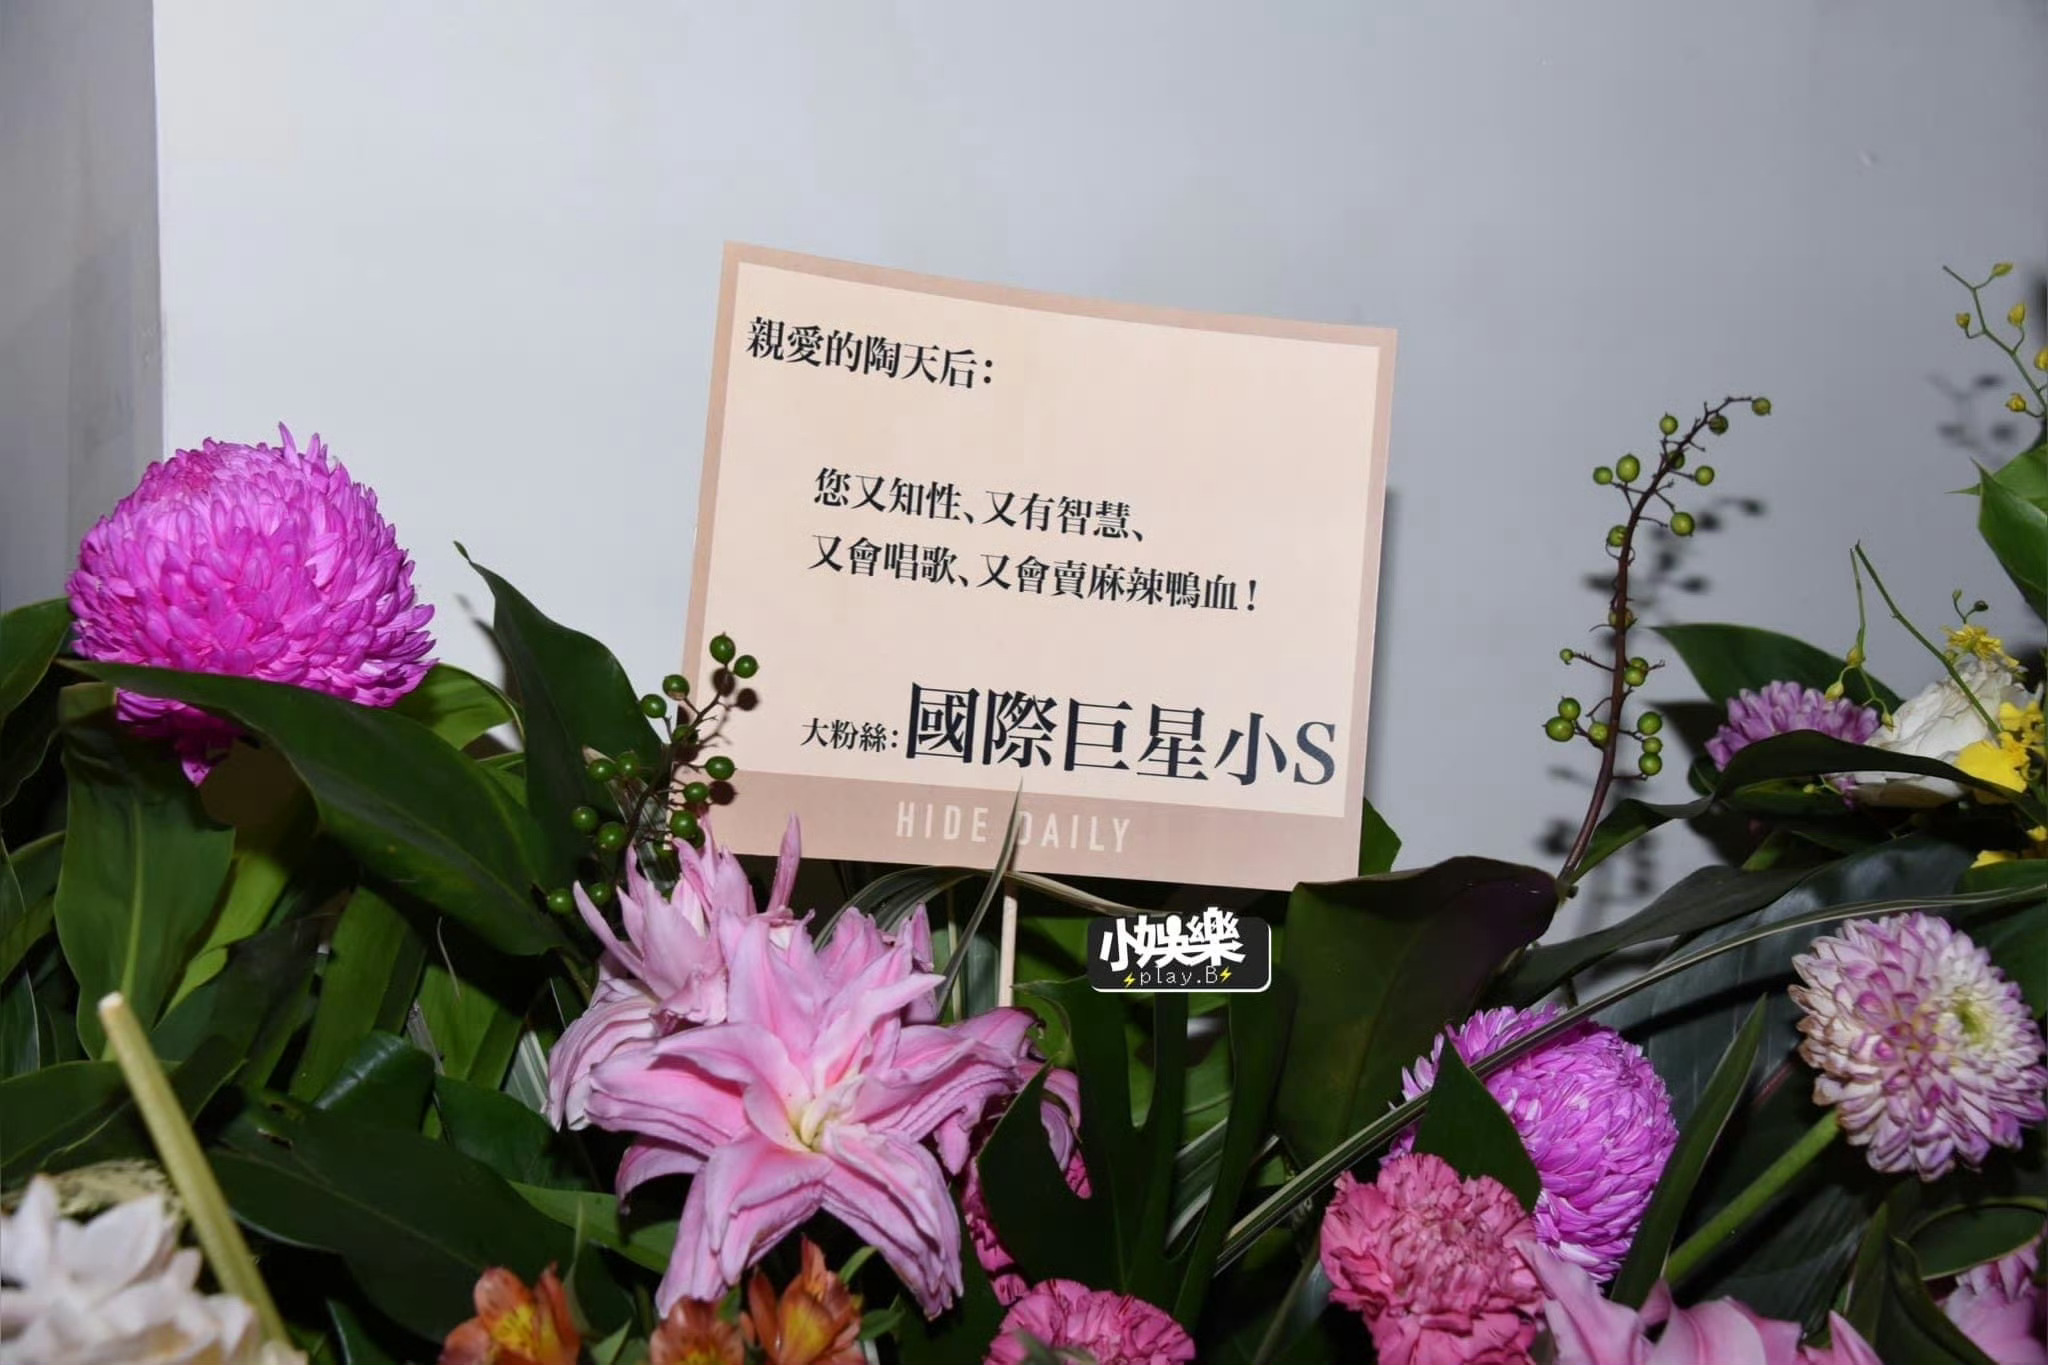 親愛的陶天后：
您又知性、又有智慧、
又會唱歌、又會賣麻辣鴨血！
大粉絲：國際巨星小S
HIDE DAILY
小娛樂
play.B